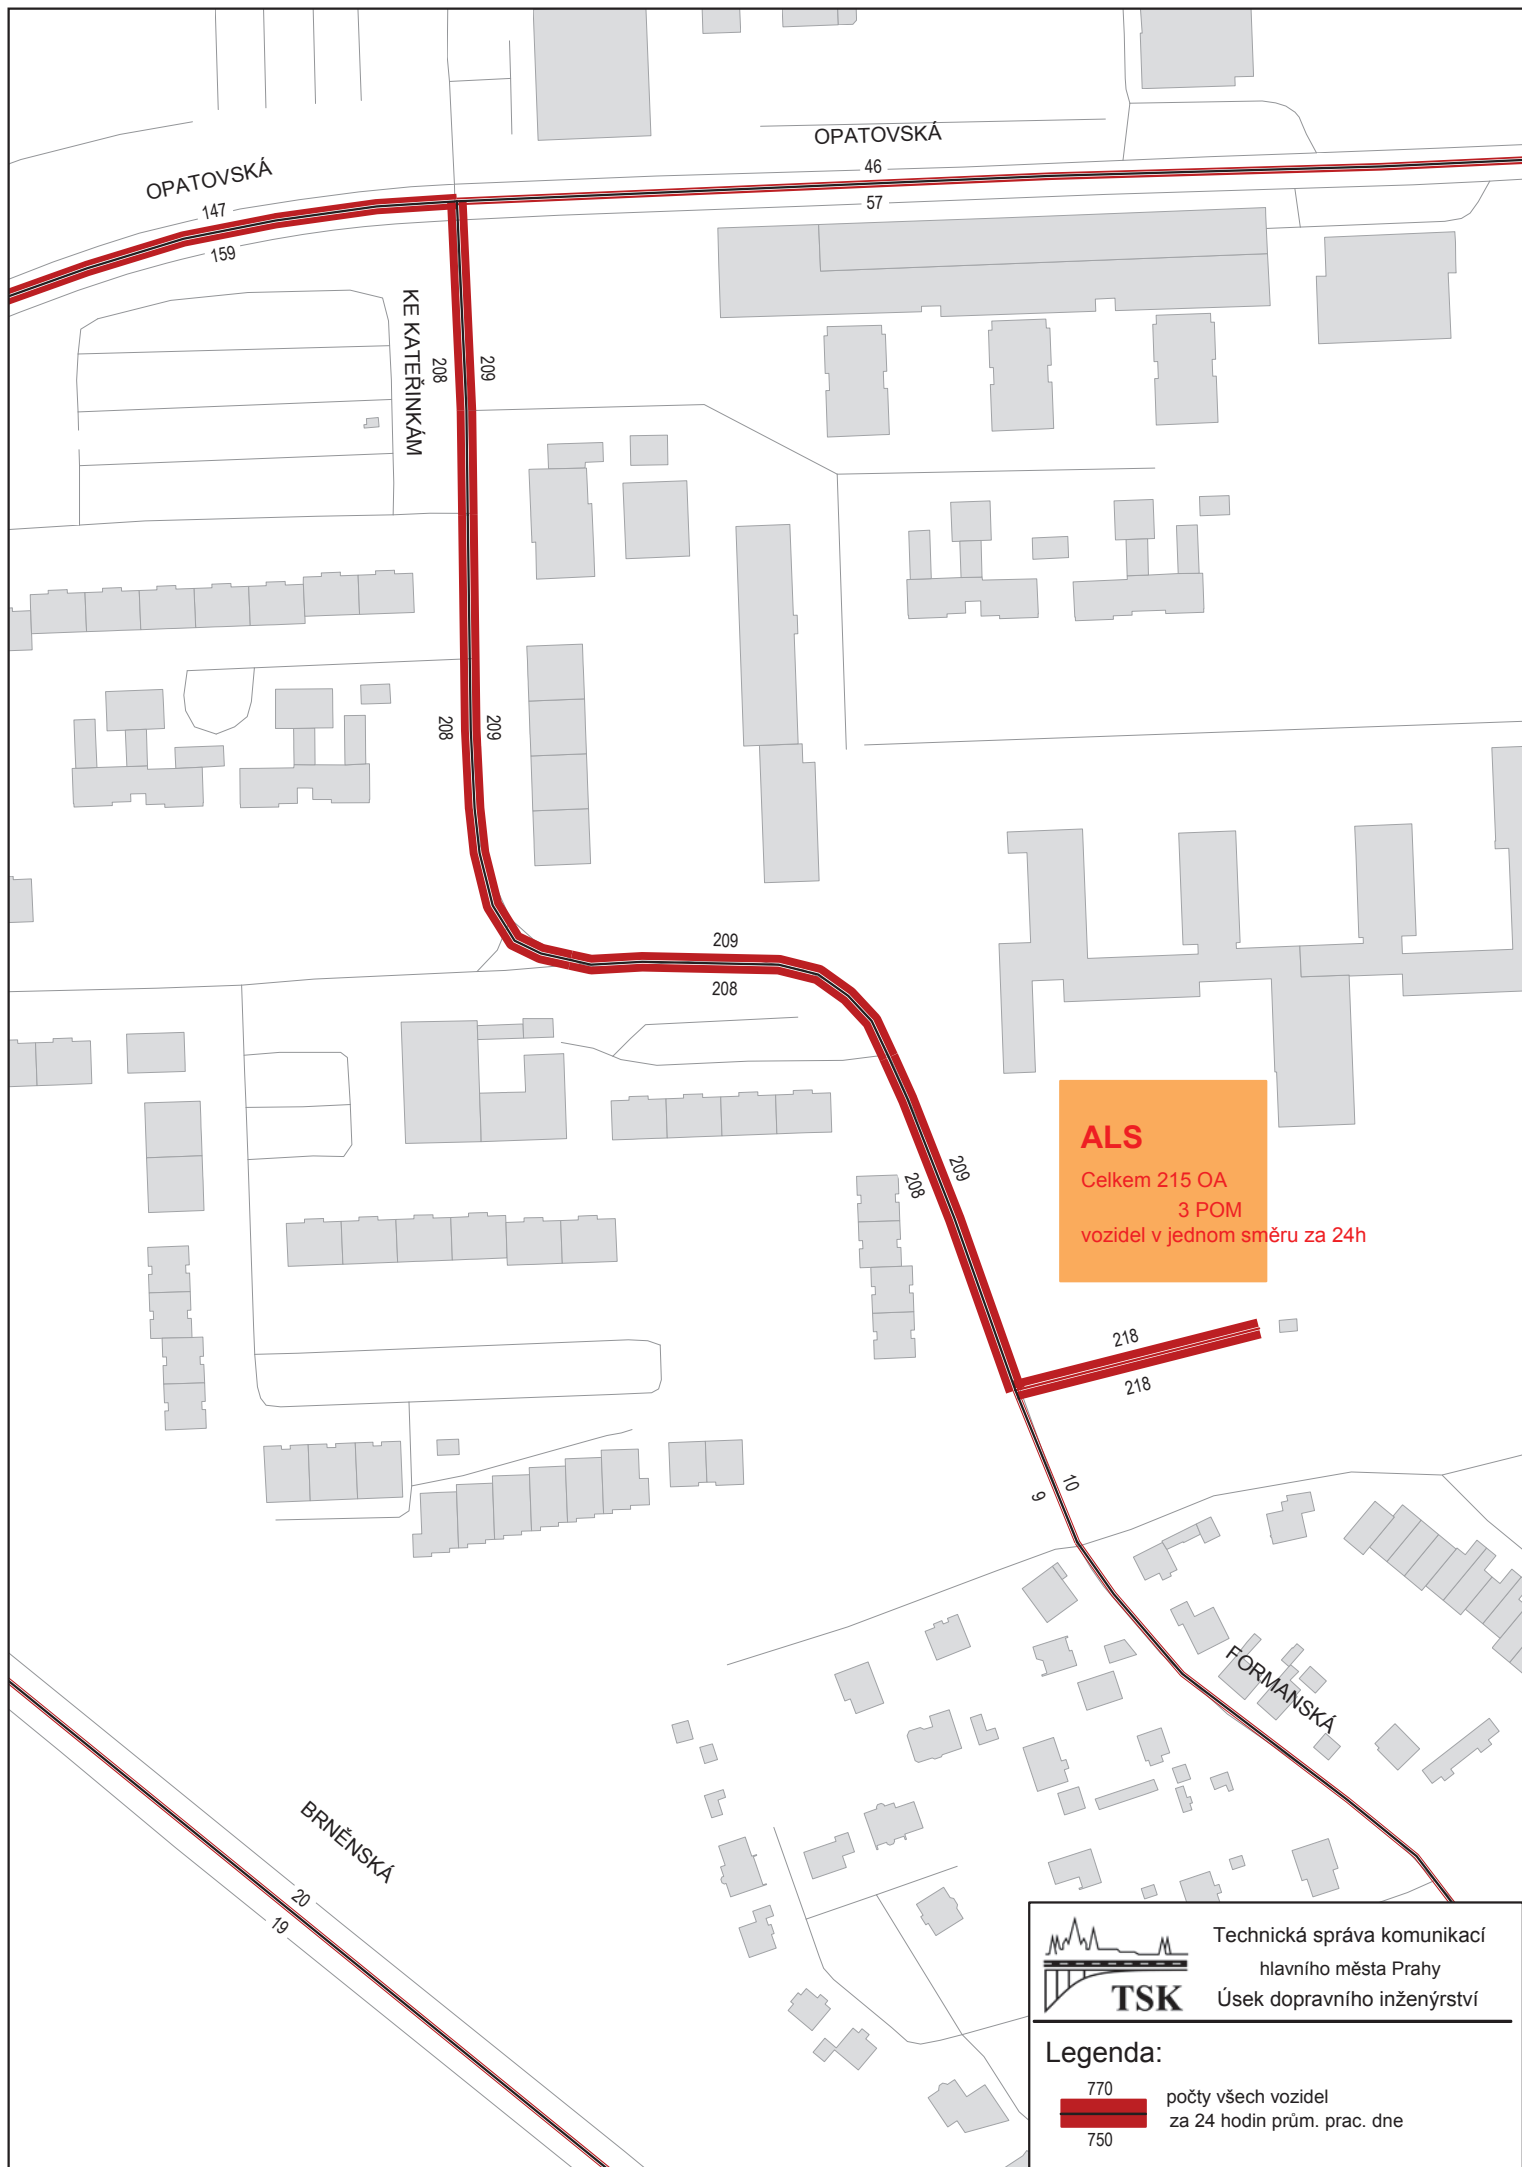 OPATOVSKÁ
46
57
OPATOVSKÁ
147
159
KE KATEŘINKÁM
208
209
208
209
209
208
209
208
ALS
Celkem 215 OA
3 POM
vozidel v jednom směru za 24h
218
218
10
9
FORMANSKÁ
BRNĚNSKÁ
20
19
TSK
Technická správa komunikací
hlavního města Prahy
Úsek dopravního inženýrství
Legenda:
770
750
počty všech vozidel
za 24 hodin prům. prac. dne